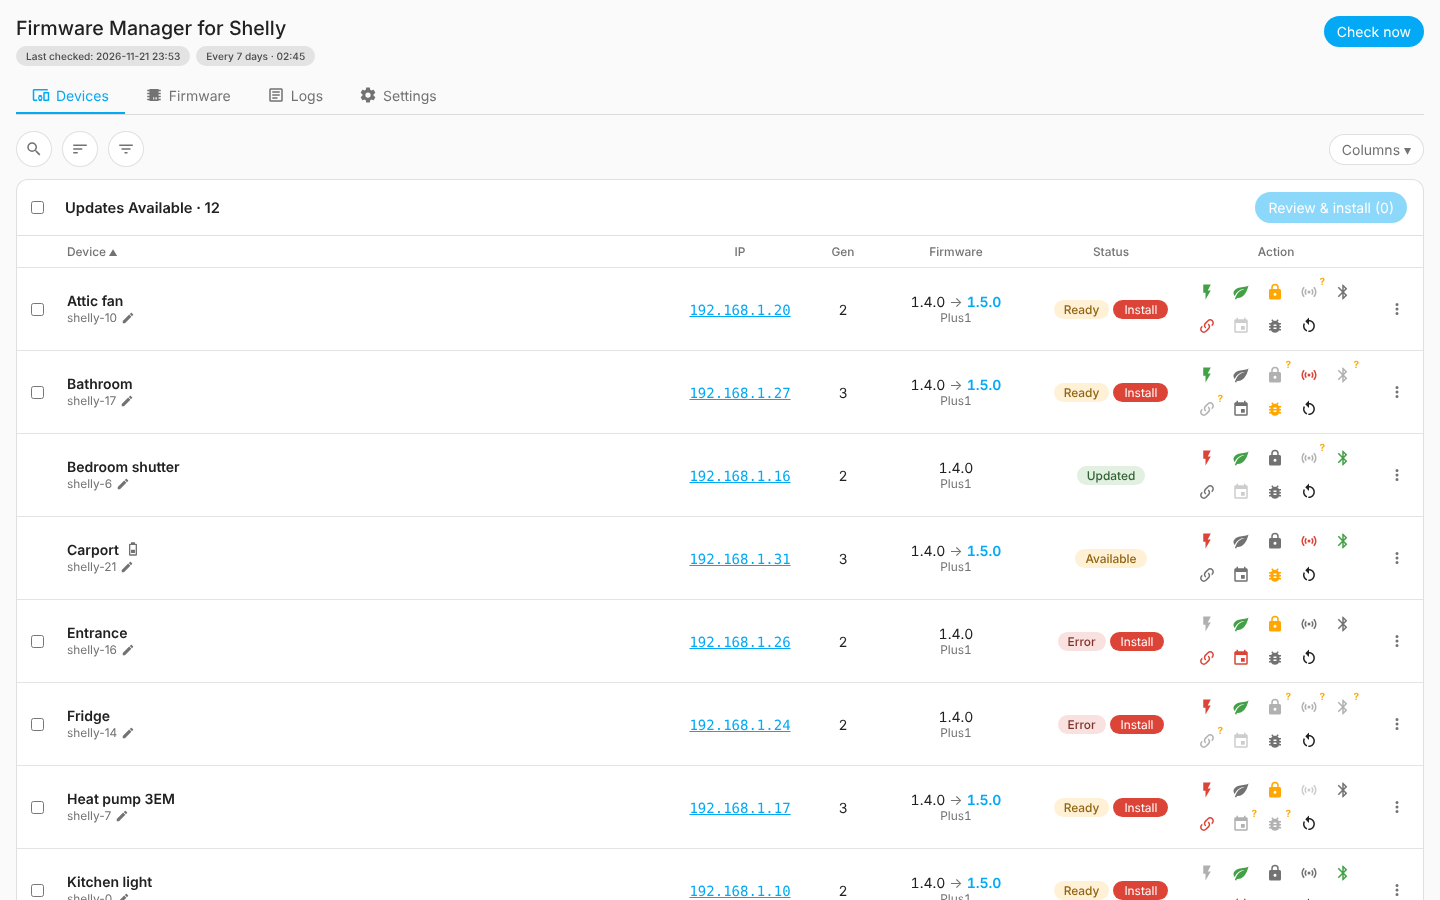 Firmware Manager for Shelly
Check now
Last checked: 2026-11-21 23:53
Every 7 days · 02:45
Devices
Firmware
Logs
Settings
Columns ▾
Updates Available · 12
Review & install (0)
Device ▲ IP Gen Firmware Status Action
Attic fan
shelly-10
192.168.1.20
2
1.4.0 → 1.5.0
Plus1
Ready
Install
?
Bathroom
shelly-17
192.168.1.27
3
1.4.0 → 1.5.0
Plus1
Ready
Install
? ?
?
Bedroom shutter
shelly-6
192.168.1.16
2
1.4.0
Plus1
Updated
?
Carport
shelly-21
192.168.1.31
3
1.4.0 → 1.5.0
Plus1
Available
Entrance
shelly-16
192.168.1.26
2
1.4.0
Plus1
Error
Install
Fridge
shelly-14
192.168.1.24
2
1.4.0
Plus1
Error
Install
? ? ?
?
Heat pump 3EM
shelly-7
192.168.1.17
3
1.4.0 → 1.5.0
Plus1
Ready
Install
? ?
Kitchen light
shelly-0
192.168.1.10
2
1.4.0 → 1.5.0
Plus1
Ready
Install